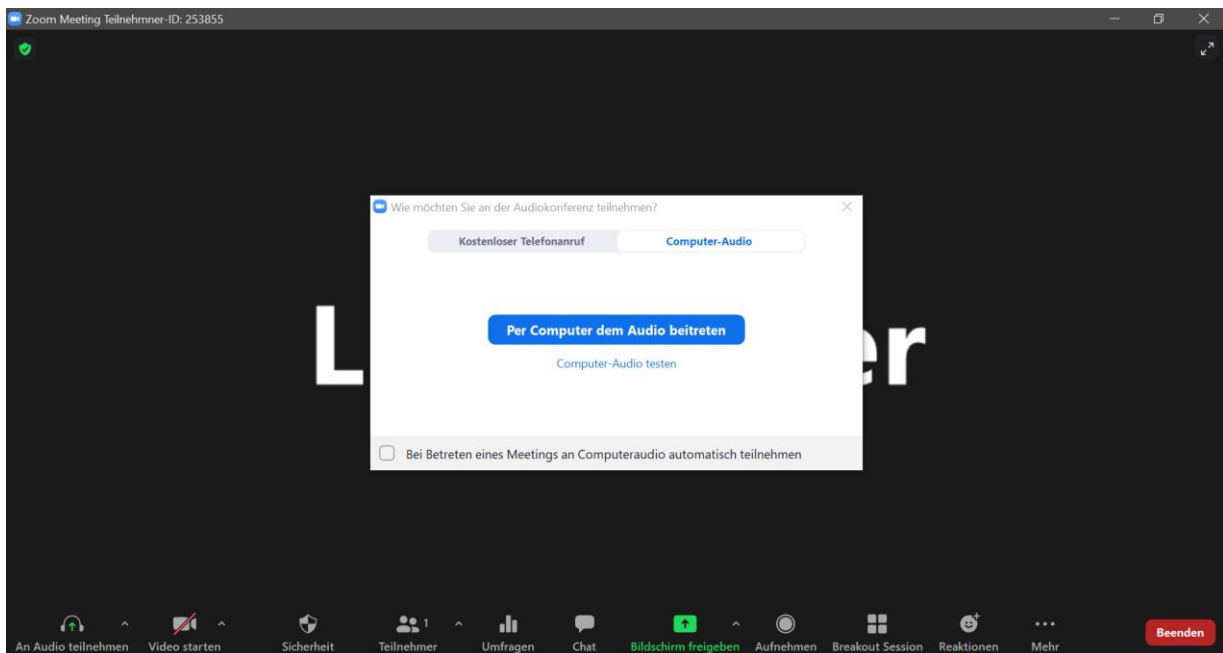 Zoom Meeting Teilnehmner-ID: 253855
Wie möchten Sie an der Audiokonferenz teilnehmen?
Kostenloser Telefonanruf Computer-Audio
Per Computer dem Audio beitreten
Computer-Audio testen
Bei Betreten eines Meetings an Computeraudio automatisch teilnehmen
1
An Audio teilnehmen Video starten Sicherheit Teilnehmer Umfragen Chat Bildschirm freigeben Aufnehmen Breakout Session Reaktionen Mehr Beenden